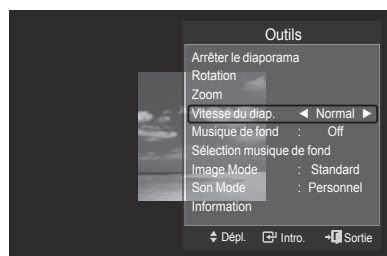 Outils
Arrêter le diaporama
Rotation
Zoom
Vitesse du diap. ◄ Normal ►
Musique de fond : Off
Sélection musique de fond
Image Mode : Standard
Son Mode : Personnel
Information
Dépl. Intro. Sortie